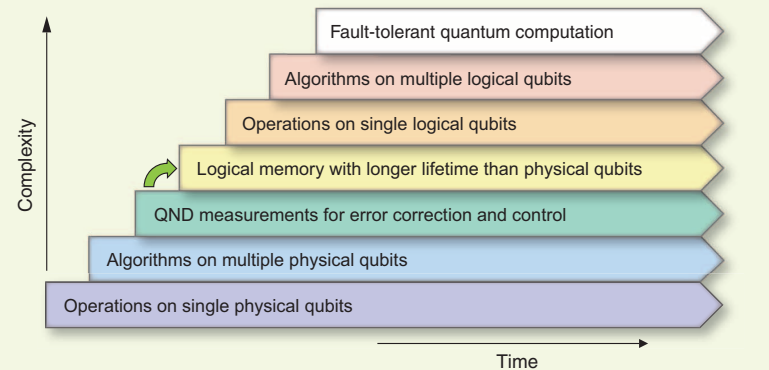 Fault-tolerant quantum computation
Algorithms on multiple logical qubits
Operations on single logical qubits
Logical memory with longer lifetime than physical qubits
QND measurements for error correction and control
Algorithms on multiple physical qubits
Operations on single physical qubits
Complexity
Time